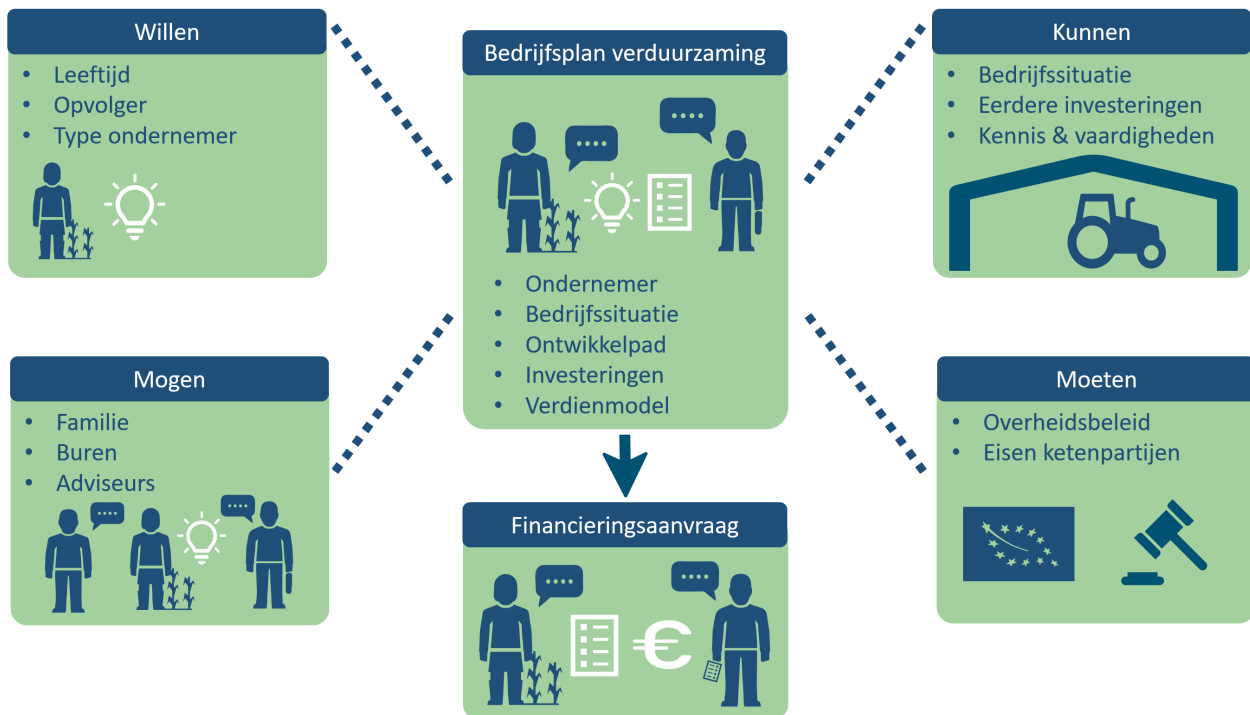 Willen
• Leeftijd
• Opvolger
• Type ondernemer
Bedrijfsplan verduurzaming
• Ondernemer
• Bedrijfssituatie
• Ontwikkelpad
• Investeringen
• Verdienmodel
Kunnen
• Bedrijfssituatie
• Eerdere investeringen
• Kennis & vaardigheden
Mogen
• Familie
• Buren
• Adviseurs
Financieringsaanvraag
Moeten
• Overheidsbeleid
• Eisen ketenpartijen